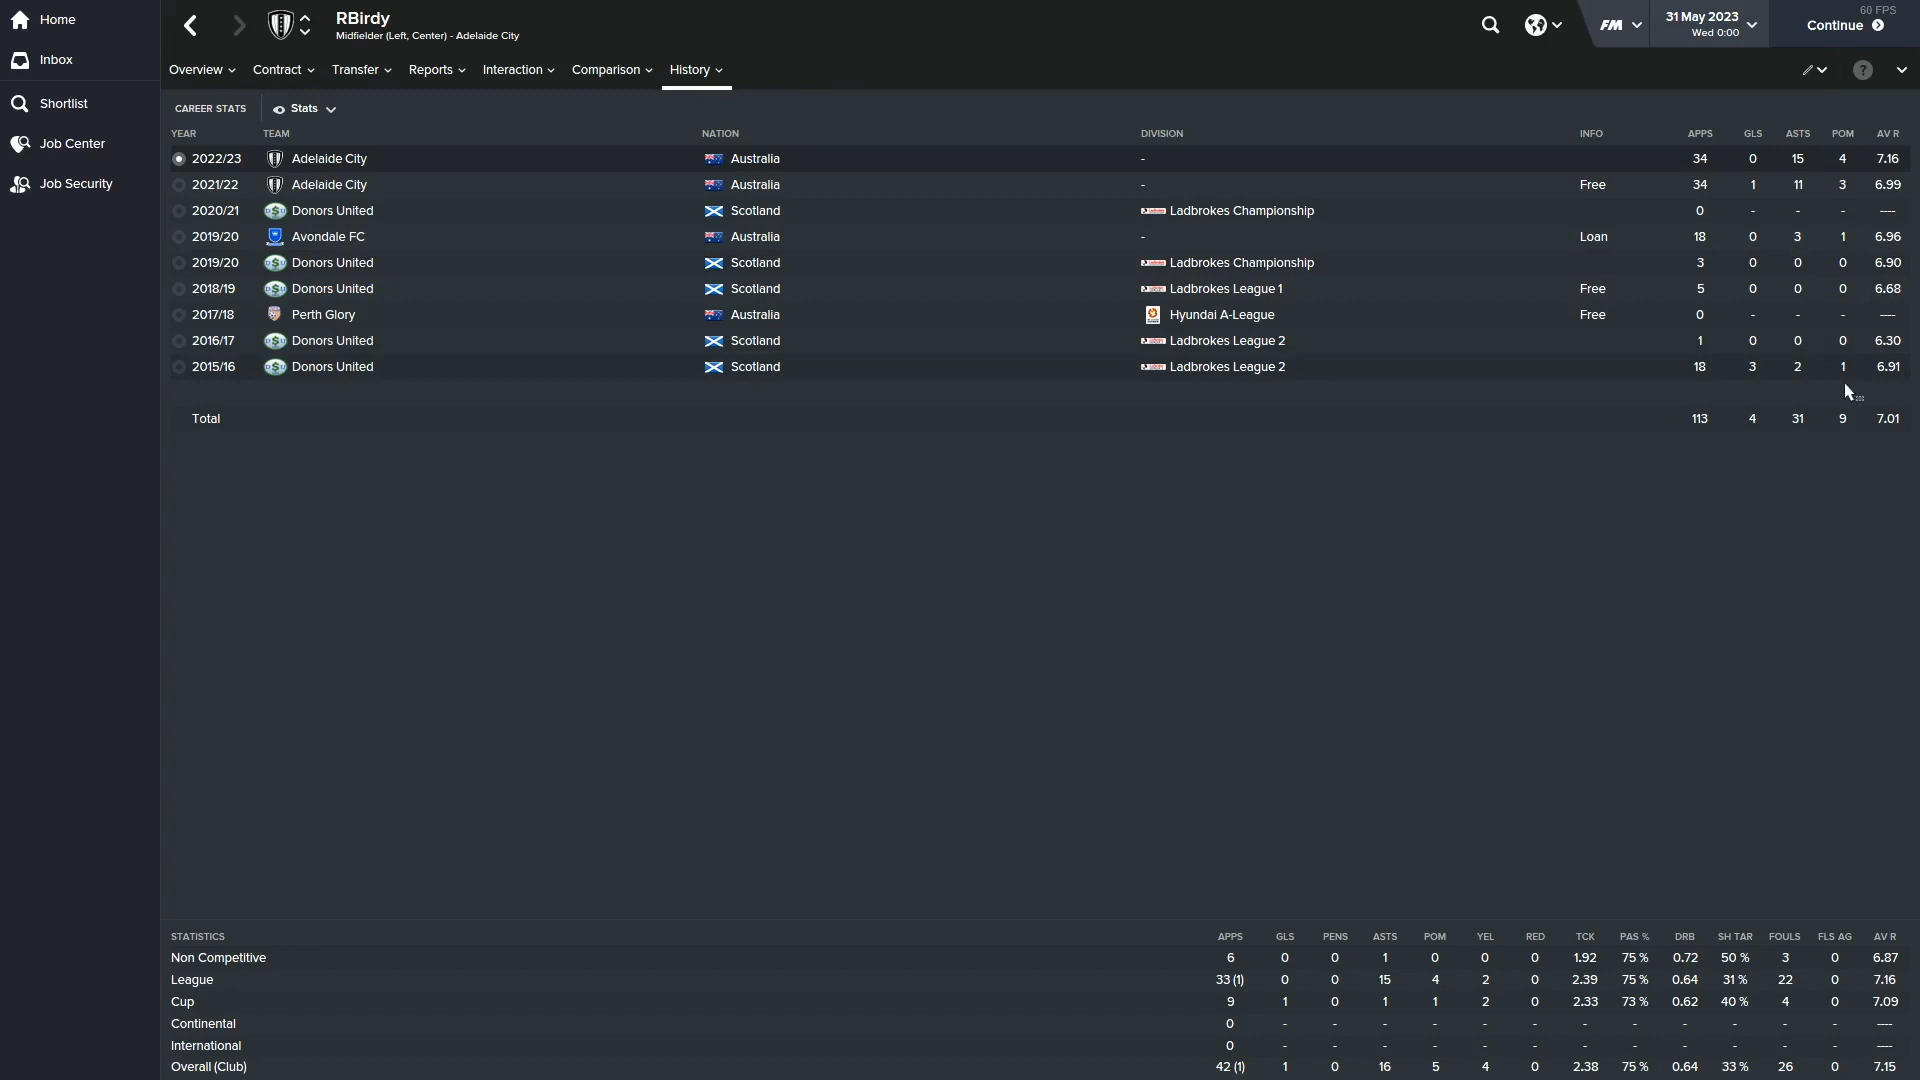 Home
Inbox
Shortlist
Job Center
Job Security
RBirdy
Midfielder (Left, Center) - Adelaide City
FM
31 May 2023
Wed 0:00
60 FPS
Continue
Overview Contract Transfer Reports Interaction Comparison History
?
CAREER STATS Stats
YEAR TEAM NATION DIVISION INFO APPS GLS ASTS POM AV R
2022/23 Adelaide City Australia - 34 0 15 4 7.16
2021/22 Adelaide City Australia - Free 34 1 11 3 6.99
2020/21 Donors United Scotland Ladbrokes Championship 0 - - - ----
2019/20 Avondale FC Australia - Loan 18 0 3 1 6.96
2019/20 Donors United Scotland Ladbrokes Championship 3 0 0 0 6.90
2018/19 Donors United Scotland Ladbrokes League 1 Free 5 0 0 0 6.68
2017/18 Perth Glory Australia Hyundai A-League Free 0 - - - ----
2016/17 Donors United Scotland Ladbrokes League 2 1 0 0 0 6.30
2015/16 Donors United Scotland Ladbrokes League 2 18 3 2 1 6.91
Total 113 4 31 9 7.01
STATISTICS APPS GLS PENS ASTS POM YEL RED TCK PAS % DRB SH TAR FOULS FLS AG AV R
Non Competitive 6 0 0 1 0 0 0 1.92 75 % 0.72 50 % 3 0 6.87
League 33 (1) 0 0 15 4 2 0 2.39 75 % 0.64 31 % 22 0 7.16
Cup 9 1 0 1 1 2 0 2.33 73 % 0.62 40 % 4 0 7.09
Continental 0 - - - - - - - - - - - - ----
International 0 - - - - - - - - - - - - ----
Overall (Club) 42 (1) 1 0 16 5 4 0 2.38 75 % 0.64 33 % 26 0 7.15